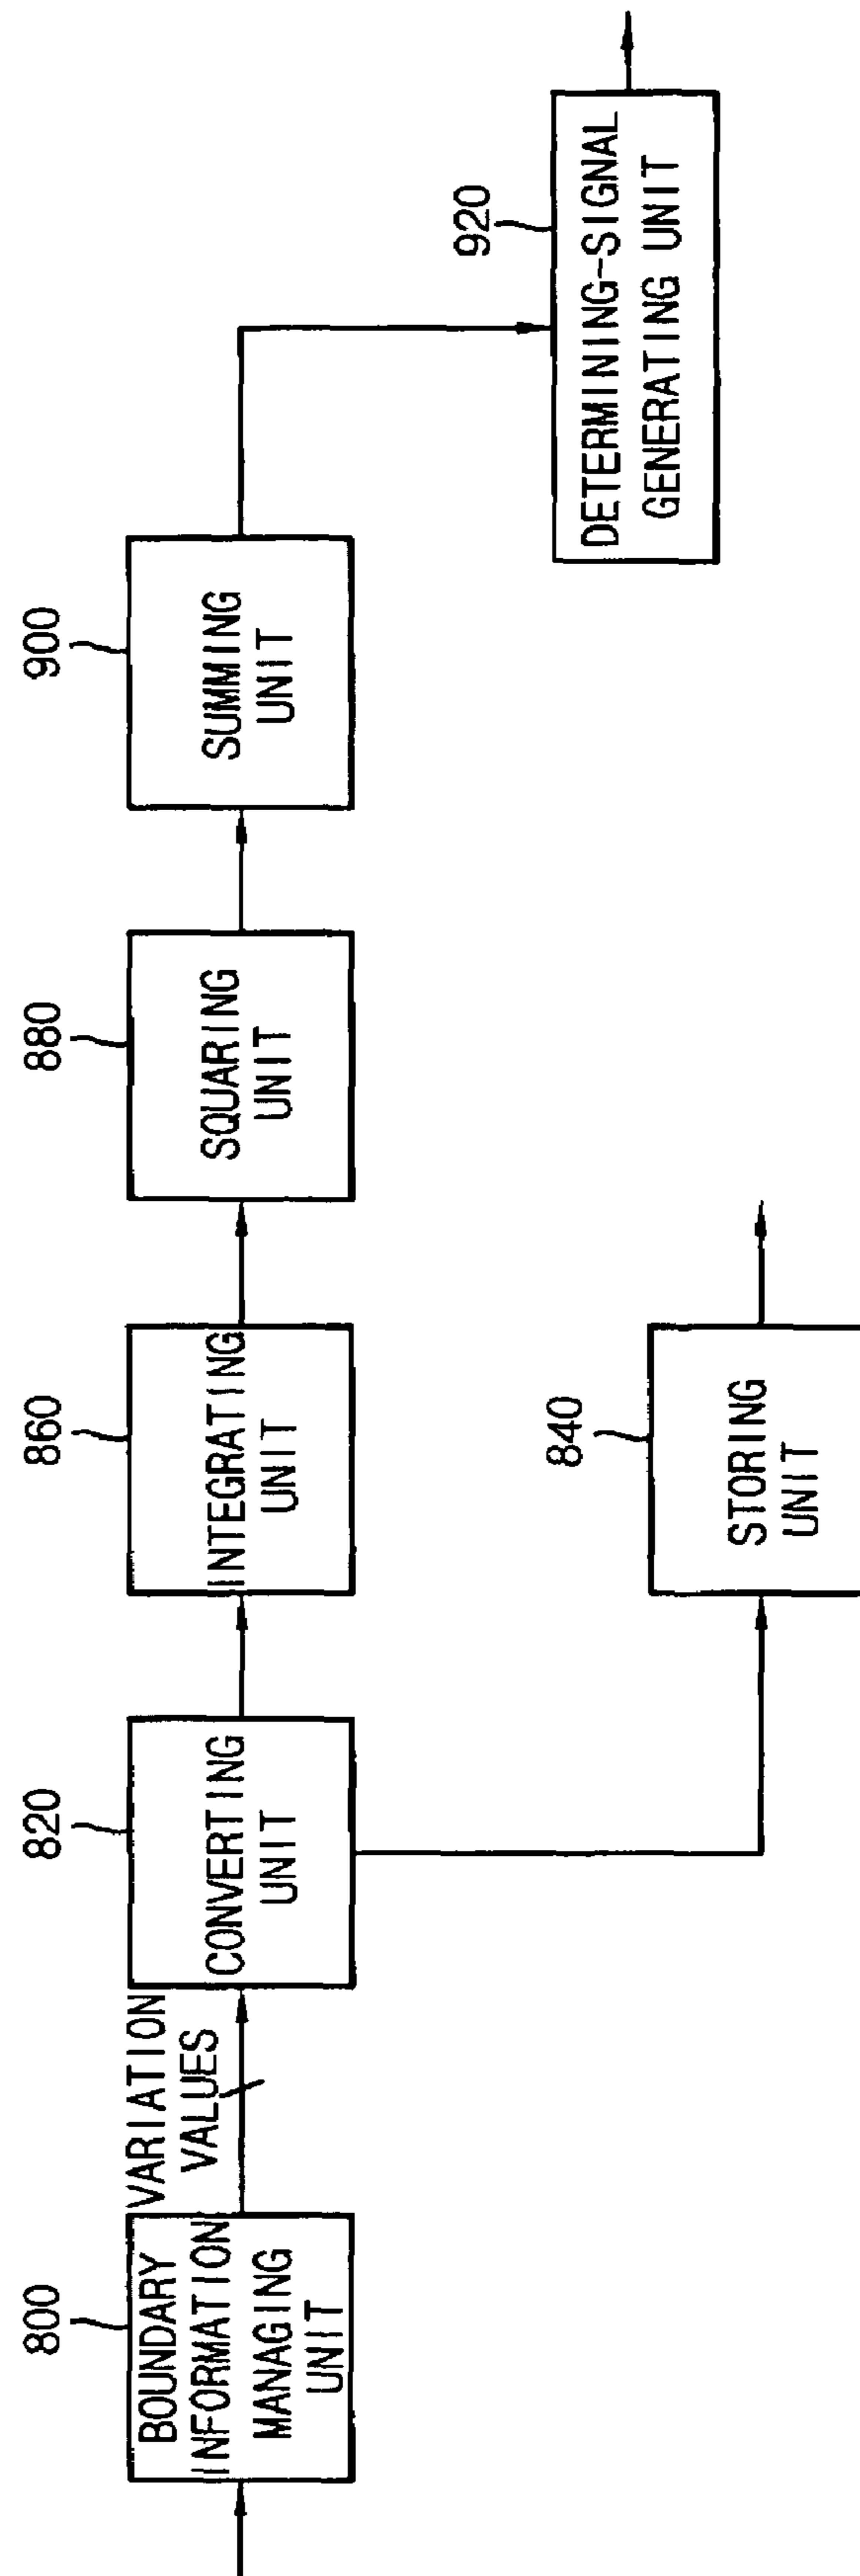 800
BOUNDARY
INFORMATION
MANAGING
UNIT
VARIATION
VALUES
820
CONVERTING
UNIT
860
INTEGRATING
UNIT
880
SQUARING
UNIT
900
SUMMING
UNIT
840
STORING
UNIT
920
DETERMINING-SIGNAL
GENERATING UNIT